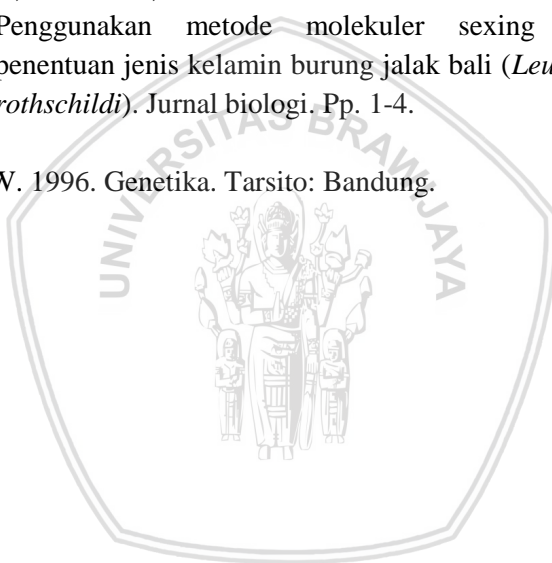 Penggunakan metode molekuler sexing
penentuan jenis kelamin burung jalak bali (Leu
rothschildi). Jurnal biologi. Pp. 1-4.
W. 1996. Genetika. Tarsito: Bandung.
UNIVERSITAS BRAWIJAYA